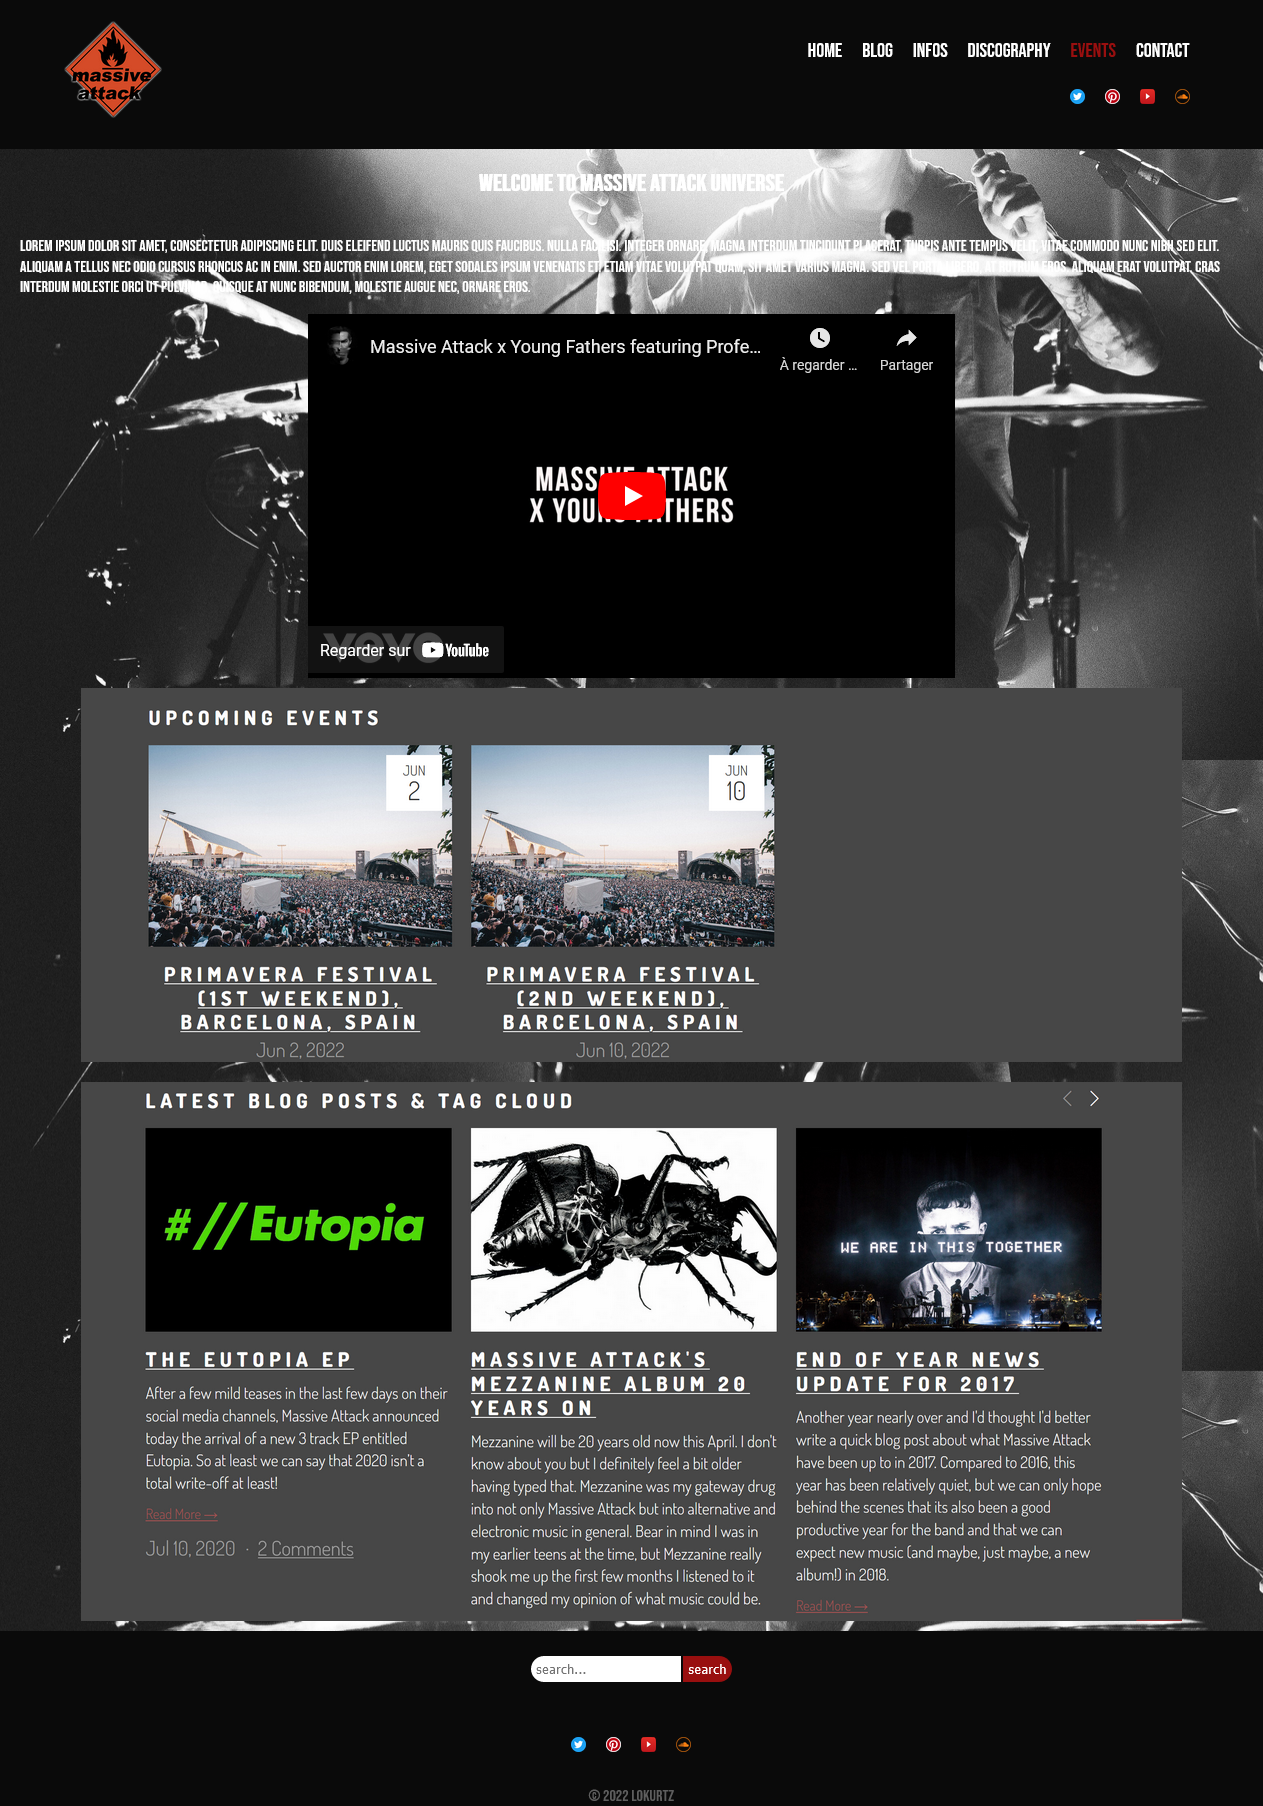 massive
attack
HOME BLOG INFOS DISCOGRAPHY EVENTS CONTACT
WELCOME TO MASSIVE ATTACK UNIVERSE
LOREM IPSUM DOLOR SIT AMET, CONSECTETUR ADIPISCING ELIT. DUIS ELEIFEND LUCTUS MAURIS QUIS FAUCIBUS. NULLA FACILISI. INTEGER ORNARE, MAGNA INTERDUM TINCIDUNT PLACERAT, TURPIS ANTE TEMPUS VELIT, VITAE COMMODO NUNC NIBH SED ELIT.
ALIQUAM A TELLUS NEC ODIO CURSUS RHONCUS AC IN ENIM. SED AUCTOR ENIM LOREM, EGET SODALES IPSUM VENENATIS ET. ETIAM VITAE VOLUTPAT QUAM, SIT AMET VARIUS MAGNA. SED VEL PORTA LIBERO, AT RUTRUM EROS. ALIQUAM ERAT VOLUTPAT. CRAS
INTERDUM MOLESTIE ORCI UT PULVINAR. QUISQUE AT NUNC BIBENDUM, MOLESTIE AUGUE NEC, ORNARE EROS.
Massive Attack x Young Fathers featuring Profe...
À regarder ...
Partager
MASSIVE ATTACK
X YOUNG FATHERS
vevo
Regarder sur YouTube
UPCOMING EVENTS
JUN
2
JUN
10
PRIMAVERA FESTIVAL
(1ST WEEKEND),
BARCELONA, SPAIN
Jun 2, 2022
PRIMAVERA FESTIVAL
(2ND WEEKEND),
BARCELONA, SPAIN
Jun 10, 2022
LATEST BLOG POSTS & TAG CLOUD
#//Eutopia
WE ARE IN THIS TOGETHER
THE EUTOPIA EP
After a few mild teases in the last few days on their
social media channels, Massive Attack announced
today the arrival of a new 3 track EP entitled
Eutopia. So at least we can say that 2020 isn't a
total write-off at least!
Read More →
Jul 10, 2020 · 2 Comments
MASSIVE ATTACK'S
MEZZANINE ALBUM 20
YEARS ON
Mezzanine will be 20 years old now this April. I don't
know about you but I definitely feel a bit older
having typed that. Mezzanine was my gateway drug
into not only Massive Attack but into alternative and
electronic music in general. Bear in mind I was in
my earlier teens at the time, but Mezzanine really
shook me up the first few months I listened to it
and changed my opinion of what music could be.
END OF YEAR NEWS
UPDATE FOR 2017
Another year nearly over and I'd thought I'd better
write a quick blog post about what Massive Attack
have been up to in 2017. Compared to 2016, this
year has been relatively quiet, but we can only hope
behind the scenes that its also been a good
productive year for the band and that we can
expect new music (and maybe, just maybe, a new
album!) in 2018.
Read More →
search...
search
© 2022 LOKURTZ